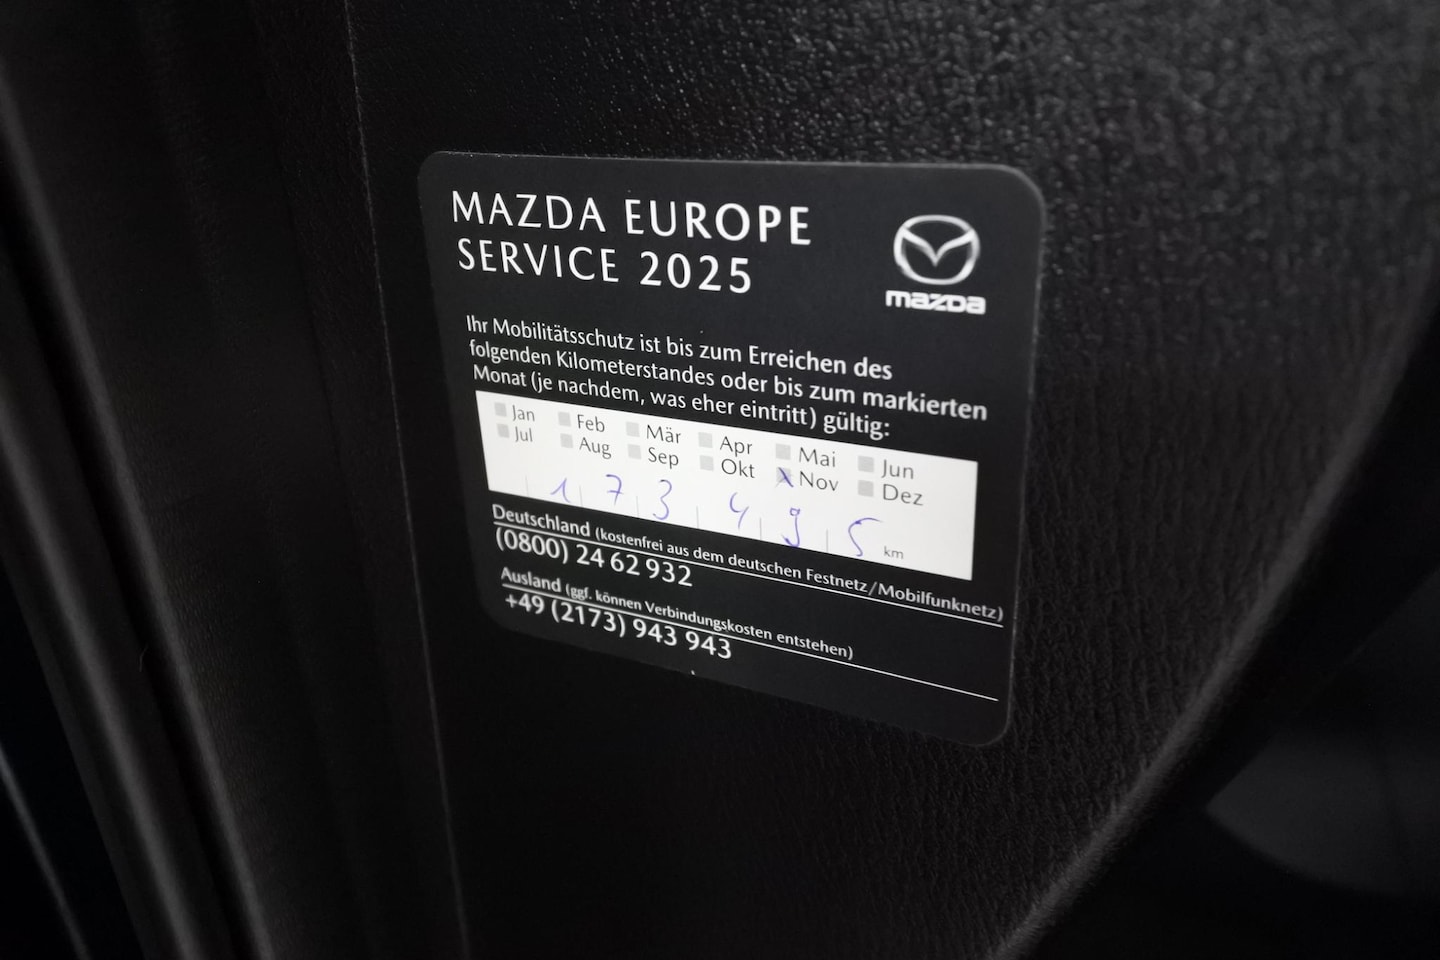 MAZDA EUROPE
SERVICE 2025
mazda
Ihr Mobilitätsschutz ist bis zum Erreichen des
folgenden Kilometerstandes oder bis zum markierten
Monat (je nachdem, was eher eintritt) gültig:
Jan Feb Mär Apr Mai Jun
Jul Aug Sep Okt x Nov Dez
1 7 3 4 9 5 km
Deutschland (kostenfrei aus dem deutschen Festnetz/Mobilfunknetz)
(0800) 24 62 932
Ausland (ggf. können Verbindungskosten entstehen)
+49 (2173) 943 943